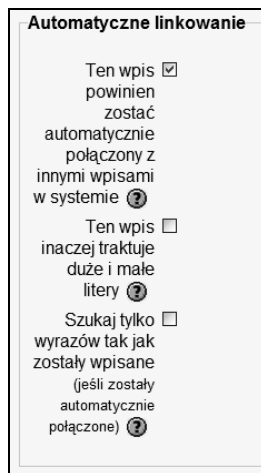 Automatyczne linkowanie
Ten wpis
powinien
zostać
automatycznie
połączony z
innymi wpisami
w systemie ?
Ten wpis
inaczej traktuje
duże i małe
litery ?
Szukaj tylko
wyrazów tak jak
zostały wpisane
(jeśli zostały
automatycznie
połączone) ?